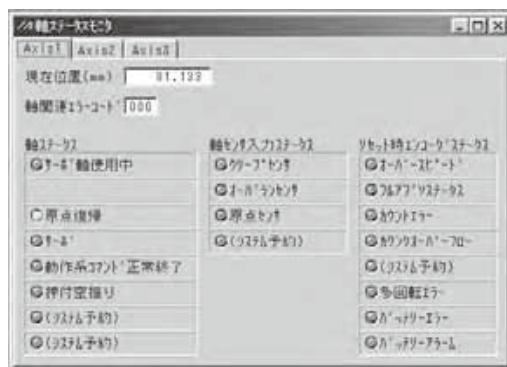 軸ステータスモニタ
Axis1 Axis2 Axis3
現在位置(mm)
軸関連エラーコード 000
軸ステータス
サーボ軸使用中
原点復帰
サーボ
動作系コマンド正常終了
押付空振り
(システム予約)
(システム予約)
軸センサ入力ステータス
クリープセンサ
オーバランセンサ
原点センサ
(システム予約)
リセット時エンコーダステータス
オーバースピード
フルアブソステータス
カウントエラー
カウンタオーバーフロー
(システム予約)
多回転エラー
バッテリーエラー
バッテリーアラーム